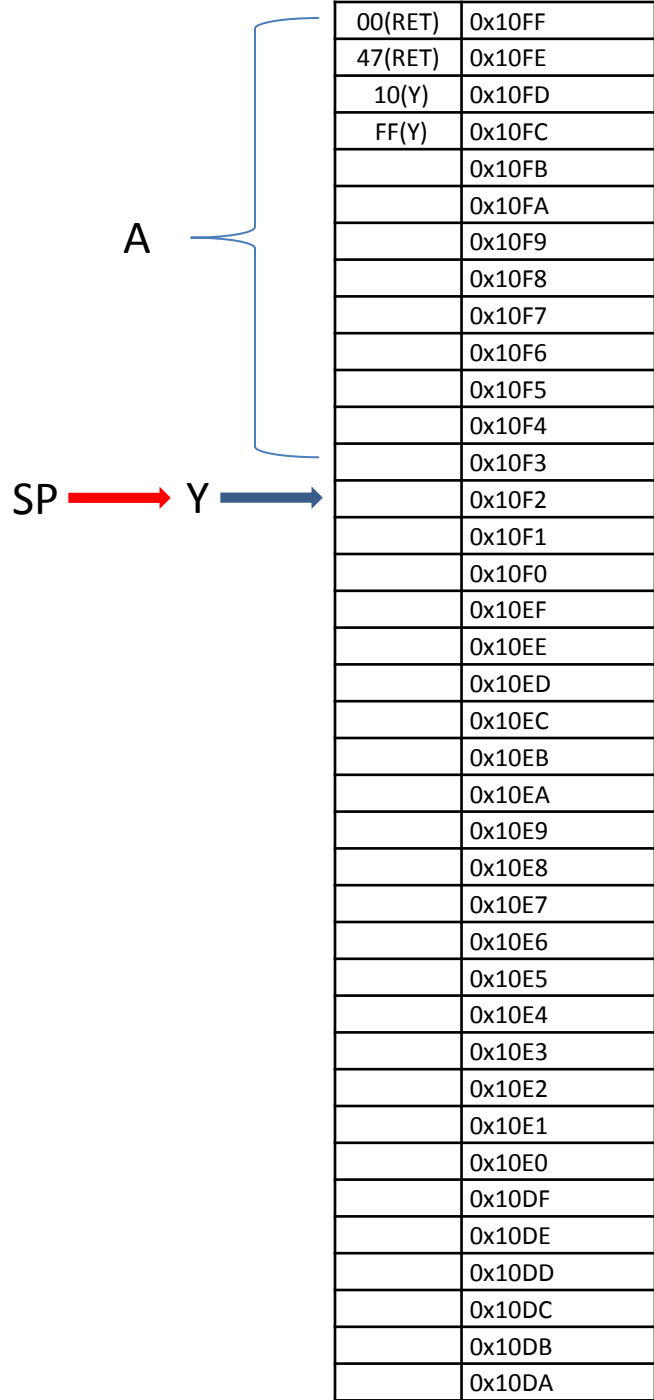 00(RET) 0x10FF
47(RET) 0x10FE
10(Y) 0x10FD
FF(Y) 0x10FC
0x10FB
0x10FA
A 0x10F9
0x10F8
0x10F7
0x10F6
0x10F5
0x10F4
0x10F3
SP Y 0x10F2
0x10F1
0x10F0
0x10EF
0x10EE
0x10ED
0x10EC
0x10EB
0x10EA
0x10E9
0x10E8
0x10E7
0x10E6
0x10E5
0x10E4
0x10E3
0x10E2
0x10E1
0x10E0
0x10DF
0x10DE
0x10DD
0x10DC
0x10DB
0x10DA